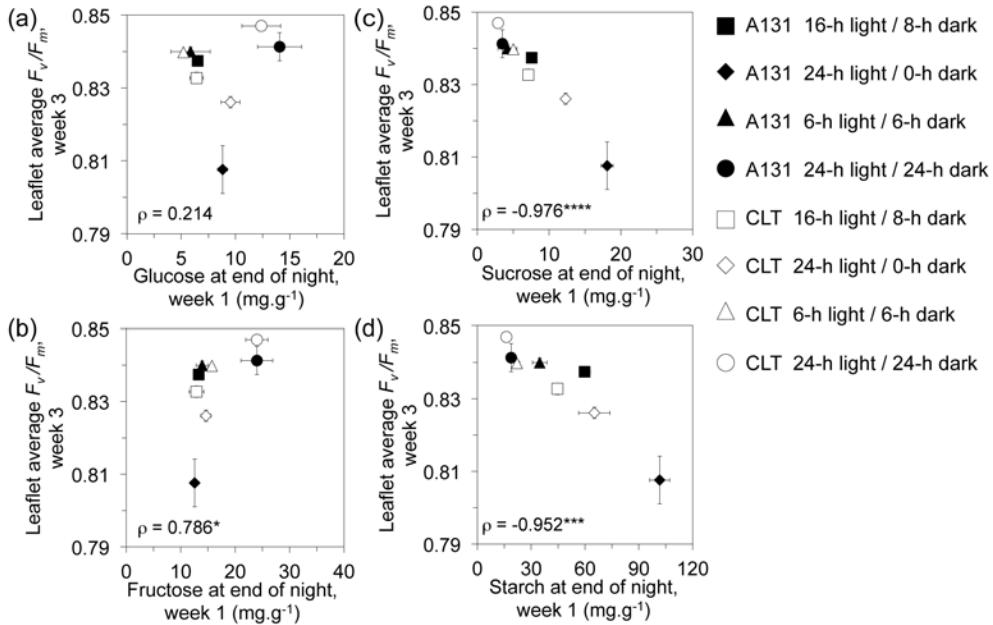 (a)
0.85
0.83
0.81
0.79
Leaflet average Fv/Fm,
week 3
ρ = 0.214
0 5 10 15 20
Glucose at end of night,
week 1 (mg.g-1)
(c)
0.85
0.83
0.81
0.79
Leaflet average Fv/Fm,
week 3
ρ = -0.976****
0 10 20 30
Sucrose at end of night,
week 1 (mg.g-1)
(b)
0.85
0.83
0.81
0.79
Leaflet average Fv/Fm,
week 3
ρ = 0.786*
0 10 20 30 40
Fructose at end of night,
week 1 (mg.g-1)
(d)
0.85
0.83
0.81
0.79
Leaflet average Fv/Fm,
week 3
ρ = -0.952***
0 30 60 90 120
Starch at end of night,
week 1 (mg.g-1)
A131 16-h light / 8-h dark
A131 24-h light / 0-h dark
A131 6-h light / 6-h dark
A131 24-h light / 24-h dark
CLT 16-h light / 8-h dark
CLT 24-h light / 0-h dark
CLT 6-h light / 6-h dark
CLT 24-h light / 24-h dark